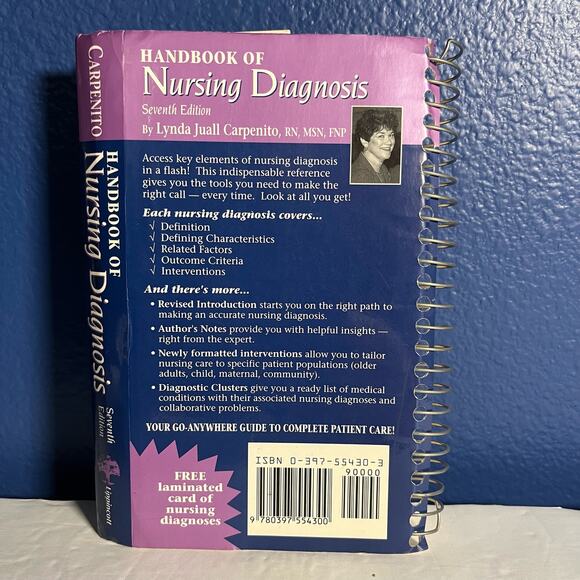 HANDBOOK OF
Nursing Diagnosis
Seventh Edition
By Lynda Juall Carpenito, RN, MSN, FNP
Access key elements of nursing diagnosis
in a flash! This indispensable reference
gives you the tools you need to make the
right call — every time. Look at all you get!
Each nursing diagnosis covers...
√ Definition
√ Defining Characteristics
√ Related Factors
√ Outcome Criteria
√ Interventions
And there's more...
• Revised Introduction starts you on the right path to
making an accurate nursing diagnosis.
• Author's Notes provide you with helpful insights —
right from the expert.
• Newly formatted interventions allow you to tailor
nursing care to specific patient populations (older
adults, child, maternal, community).
• Diagnostic Clusters give you a ready list of medical
conditions with their associated nursing diagnoses and
collaborative problems.
YOUR GO-ANYWHERE GUIDE TO COMPLETE PATIENT CARE!
FREE
laminated
card of
nursing
diagnoses
ISBN 0-397-55430-3
90000
9 780397 554300
CARPENITO
HANDBOOK OF
Nursing Diagnosis
Seventh
Edition
Lippincott